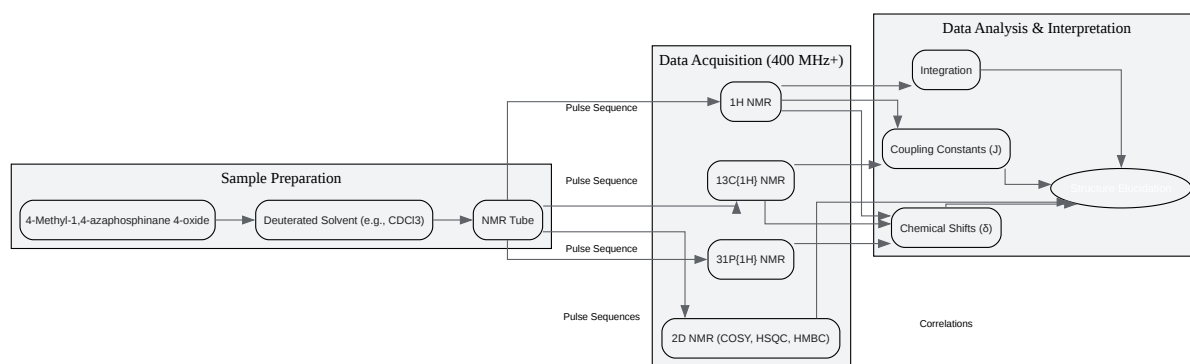 Data Analysis & Interpretation
Integration
Coupling Constants (J)
Structure Elucidation
Chemical Shifts (δ)
Data Acquisition (400 MHz+)
1H NMR
13C{1H} NMR
31P{1H} NMR
2D NMR (COSY, HSQC, HMBC)
Pulse Sequence
Pulse Sequence
Pulse Sequence
Pulse Sequences
Correlations
Sample Preparation
4-Methyl-1,4-azaphosphinane 4-oxide
Deuterated Solvent (e.g., CDCl3)
NMR Tube